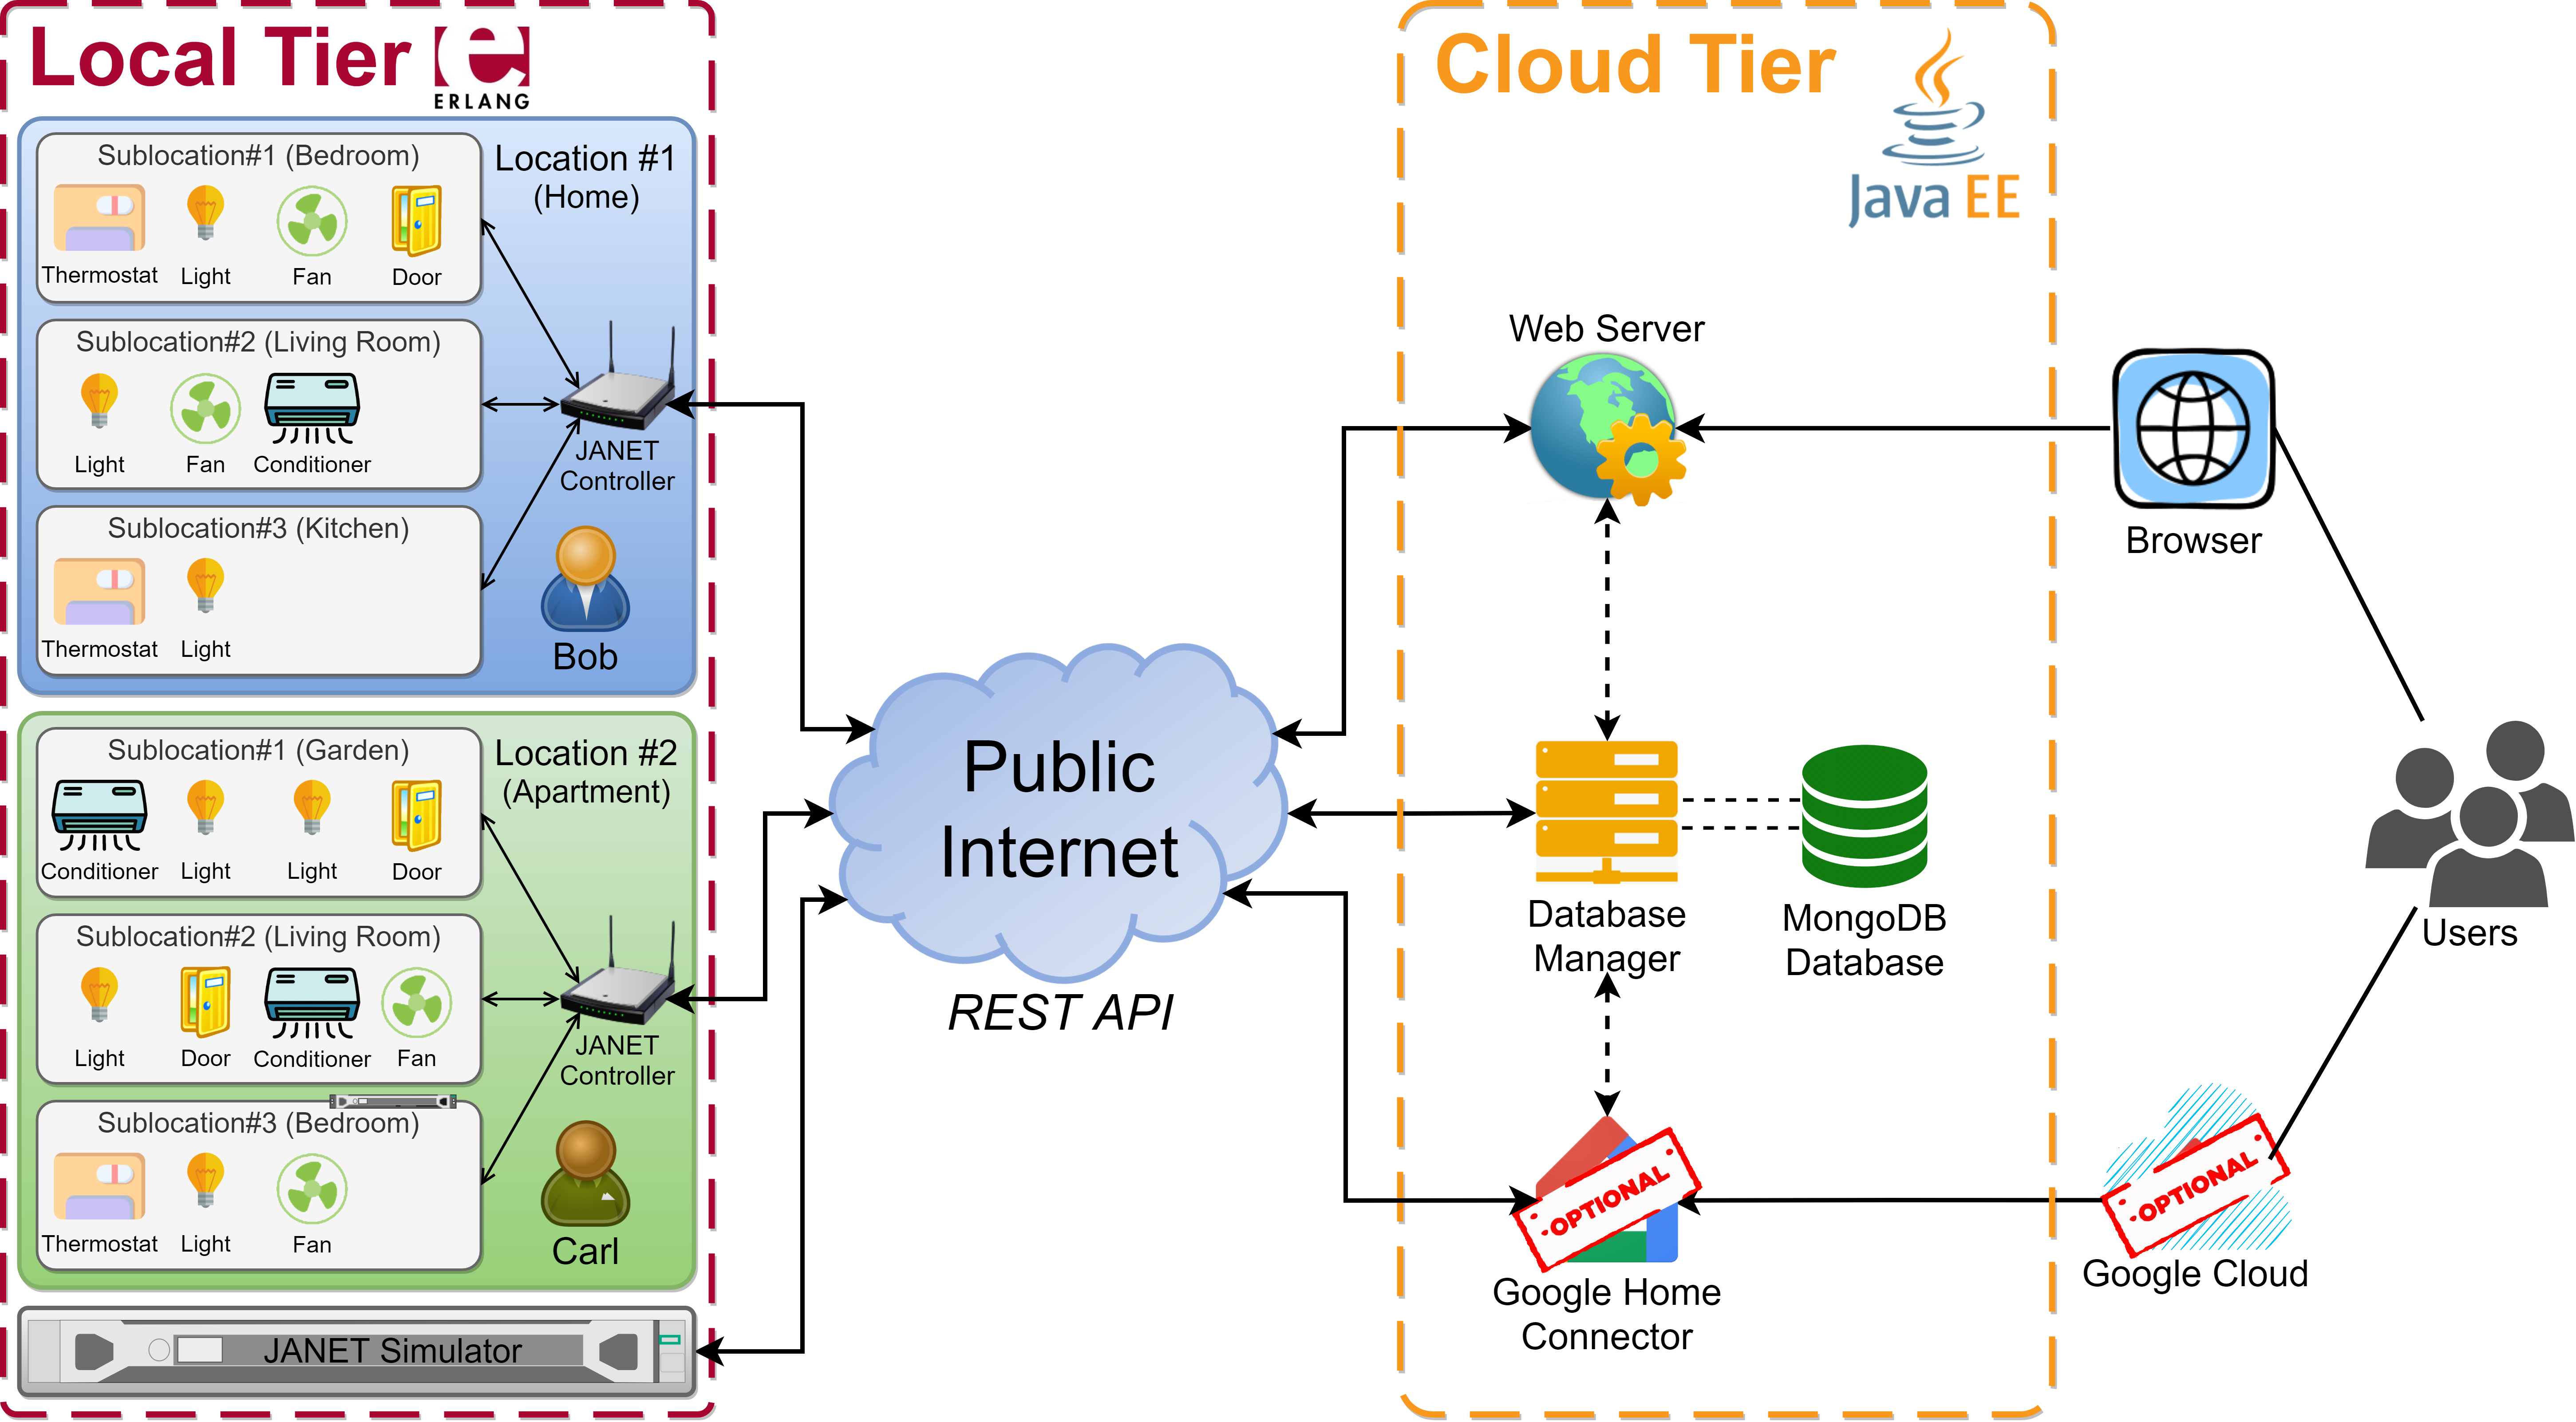 Local Tier
e
ERLANG
Sublocation#1 (Bedroom)
Thermostat
Light
Fan
Door
Location #1
(Home)
Sublocation#2 (Living Room)
Light
Fan
Conditioner
JANET
Controller
Sublocation#3 (Kitchen)
Thermostat
Light
Bob
Sublocation#1 (Garden)
Conditioner
Light
Light
Door
Location #2
(Apartment)
Sublocation#2 (Living Room)
Light
Door
Conditioner
Fan
JANET
Controller
Sublocation#3 (Bedroom)
Thermostat
Light
Fan
Carl
JANET Simulator
Public
Internet
REST API
Cloud Tier
Java EE
Web Server
Database
Manager
MongoDB
Database
OPTIONAL
Google Home
Connector
Browser
Users
OPTIONAL
Google Cloud